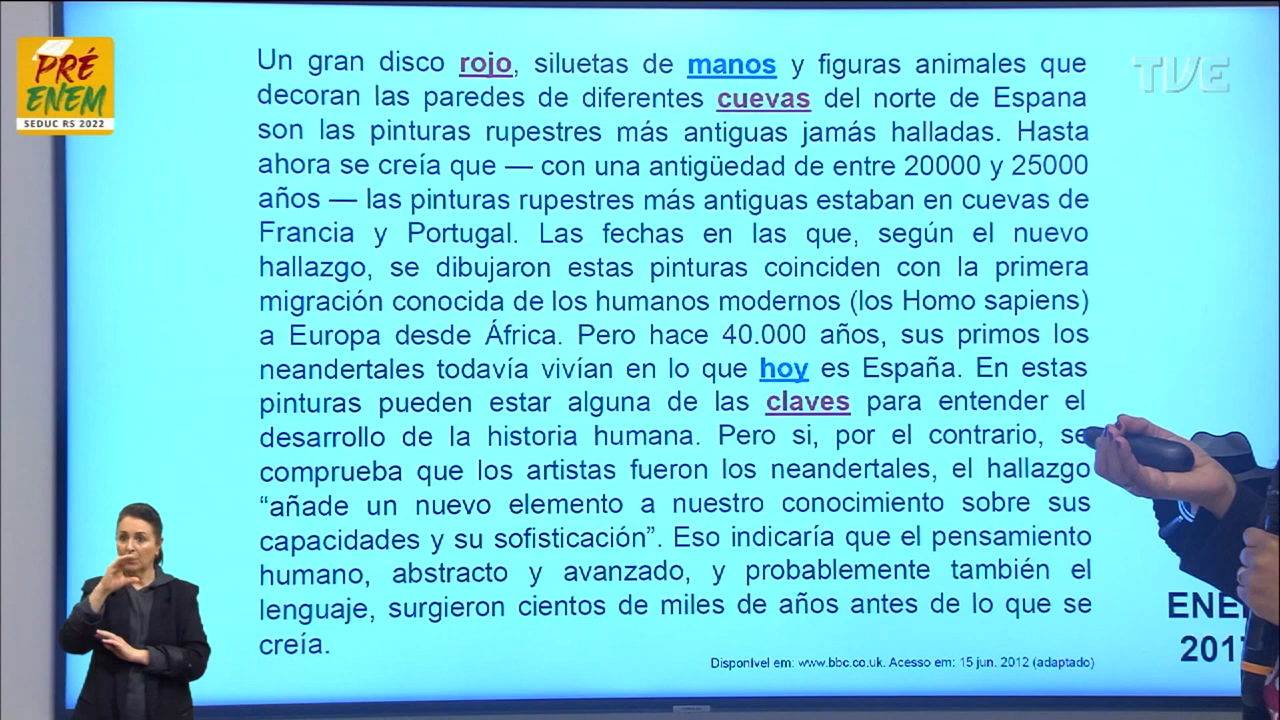 PRÉ
ENEM
SEDUC RS 2022
TVE
Un gran disco rojo, siluetas de manos y figuras animales que
decoran las paredes de diferentes cuevas del norte de Espana
son las pinturas rupestres más antiguas jamás halladas. Hasta
ahora se creía que — con una antigüedad de entre 20000 y 25000
años — las pinturas rupestres más antiguas estaban en cuevas de
Francia y Portugal. Las fechas en las que, según el nuevo
hallazgo, se dibujaron estas pinturas coinciden con la primera
migración conocida de los humanos modernos (los Homo sapiens)
a Europa desde África. Pero hace 40.000 años, sus primos los
neandertales todavía vivían en lo que hoy es España. En estas
pinturas pueden estar alguna de las claves para entender el
desarrollo de la historia humana. Pero si, por el contrario, se
comprueba que los artistas fueron los neandertales, el hallazgo
“añade un nuevo elemento a nuestro conocimiento sobre sus
capacidades y su sofisticación”. Eso indicaría que el pensamiento
humano, abstracto y avanzado, y probablemente también el
lenguaje, surgieron cientos de miles de años antes de lo que se
creía.
Disponível em: www.bbc.co.uk. Acesso em: 15 jun. 2012 (adaptado)